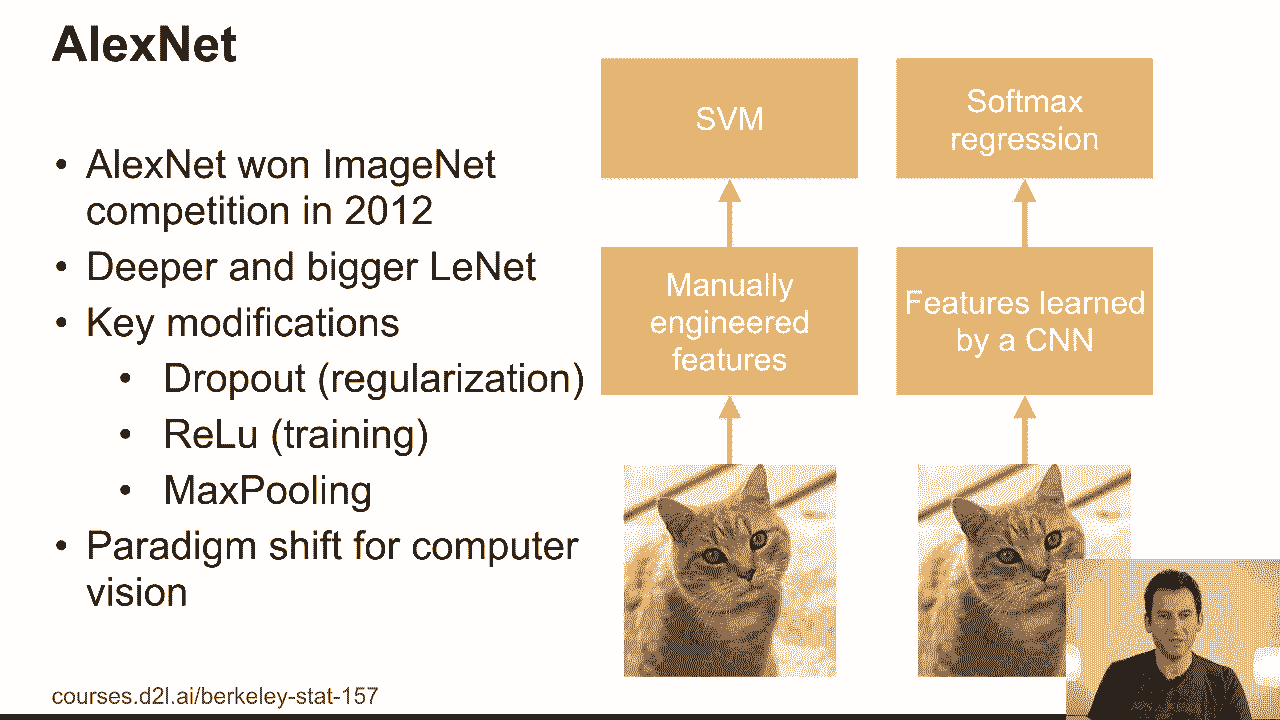 AlexNet
• AlexNet won ImageNet
competition in 2012
• Deeper and bigger LeNet
• Key modifications
• Dropout (regularization)
• ReLu (training)
• MaxPooling
• Paradigm shift for computer
vision
SVM
Manually
engineered
features
Softmax
regression
Features learned
by a CNN
courses.d2l.ai/berkeley-stat-157